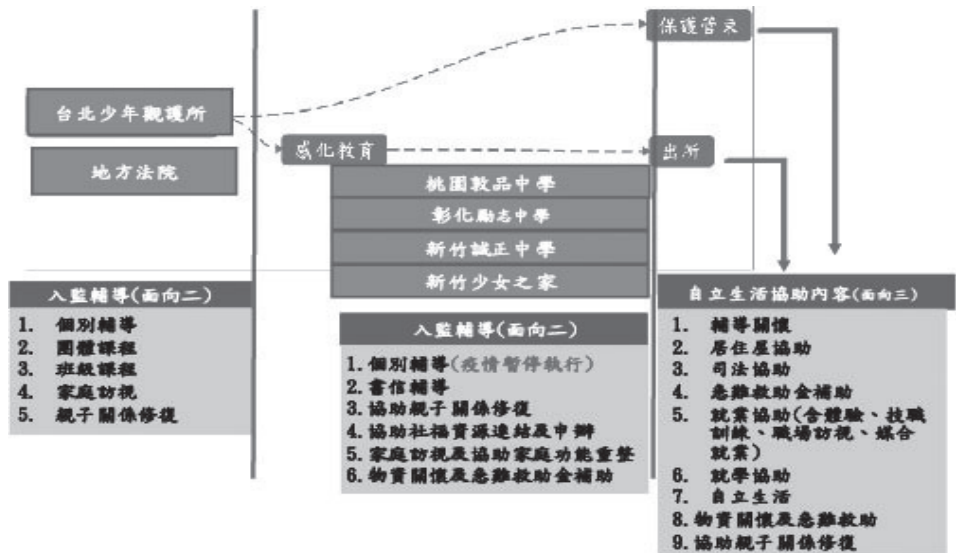 保護管束
台北少年觀護所
感化教育
出所
地方法院
桃園敦品中學
彰化勵志中學
新竹誠正中學
新竹少女之家
入監輔導(面向二)
1. 個別輔導
2. 團體課程
3. 班級課程
4. 家庭訪視
5. 親子關係修復
入監輔導(面向二)
1. 個別輔導(疫情暫停執行)
2. 書信輔導
3. 協助親子關係修復
4. 協助社福資源連結及申辦
5. 家庭訪視及協助家庭功能重整
6. 物資關懷及急難救助金補助
自立生活協助內容(面向三)
1. 輔導關懷
2. 居住屋協助
3. 司法協助
4. 急難救助金補助
5. 就業協助(含體驗、技職
訓練、職場訪視、媒合
就業)
6. 就學協助
7. 自立生活
8. 物資關懷及急難救助
9. 協助親子關係修復